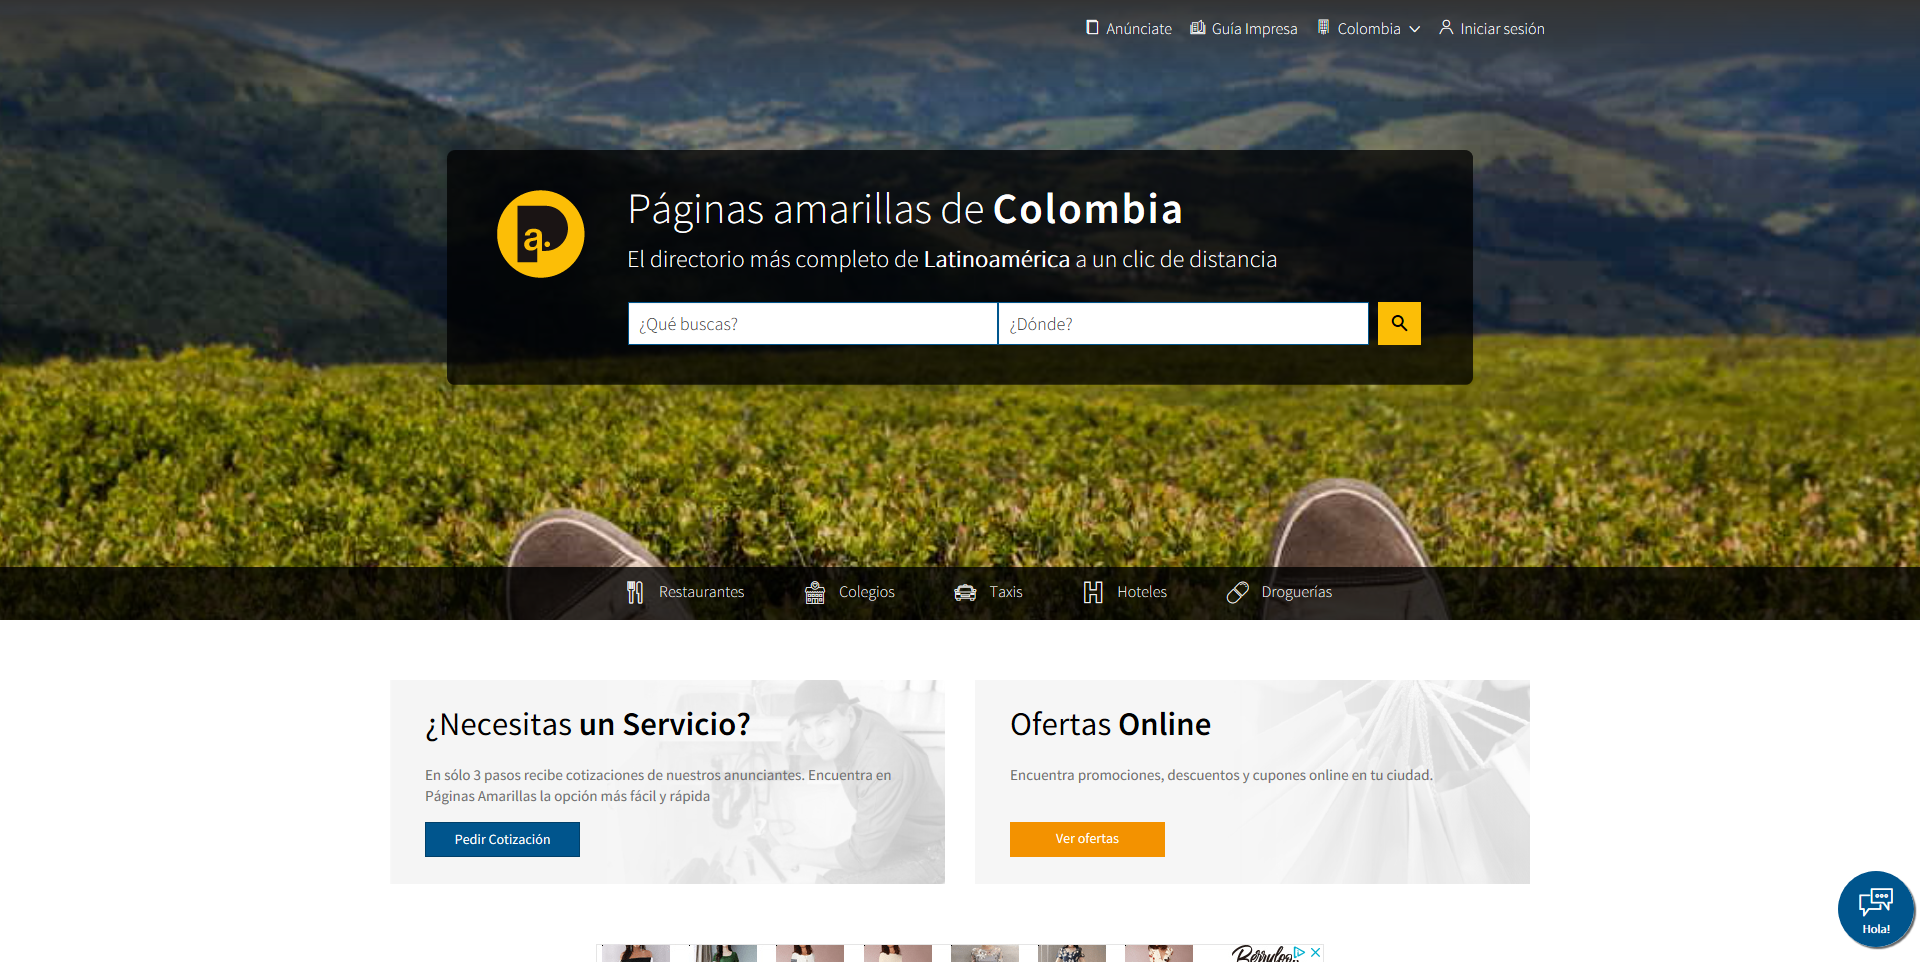 Anúnciate
Guía Impresa
Colombia
Iniciar sesión
a.
Páginas amarillas de Colombia
El directorio más completo de Latinoamérica a un clic de distancia
¿Qué buscas?
¿Dónde?
Restaurantes
Colegios
Taxis
Hoteles
Droguerías
¿Necesitas un Servicio?
En sólo 3 pasos recibe cotizaciones de nuestros anunciantes. Encuentra en
Páginas Amarillas la opción más fácil y rápida
Pedir Cotización
Ofertas Online
Encuentra promociones, descuentos y cupones online en tu ciudad.
Ver ofertas
Hola!